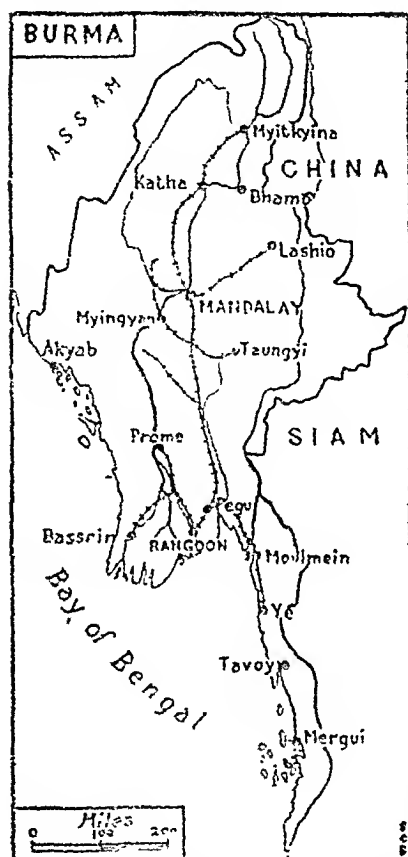 BURMA
ASSAM
Myitkyina
CHINA
Katha
Bhamo
Lashio
MANDALAY
Myingyan
Taungyi
Akyab
SIAM
Prome
Pegu
Bassein
RANGOON
Moulmein
Ye
Bay of Bengal
Tavoy
Mergui
Miles
0 100 200